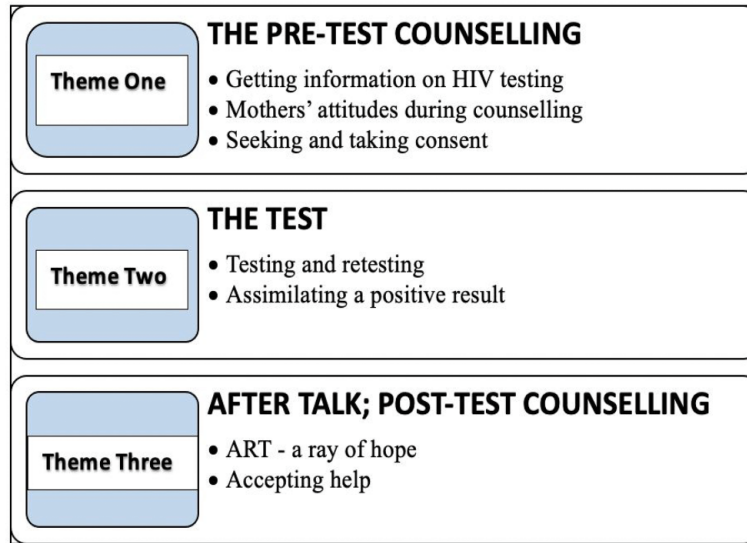 Theme One
THE PRE-TEST COUNSELLING
• Getting information on HIV testing
• Mothers’ attitudes during counselling
• Seeking and taking consent
Theme Two
THE TEST
• Testing and retesting
• Assimilating a positive result
Theme Three
AFTER TALK; POST-TEST COUNSELLING
• ART - a ray of hope
• Accepting help